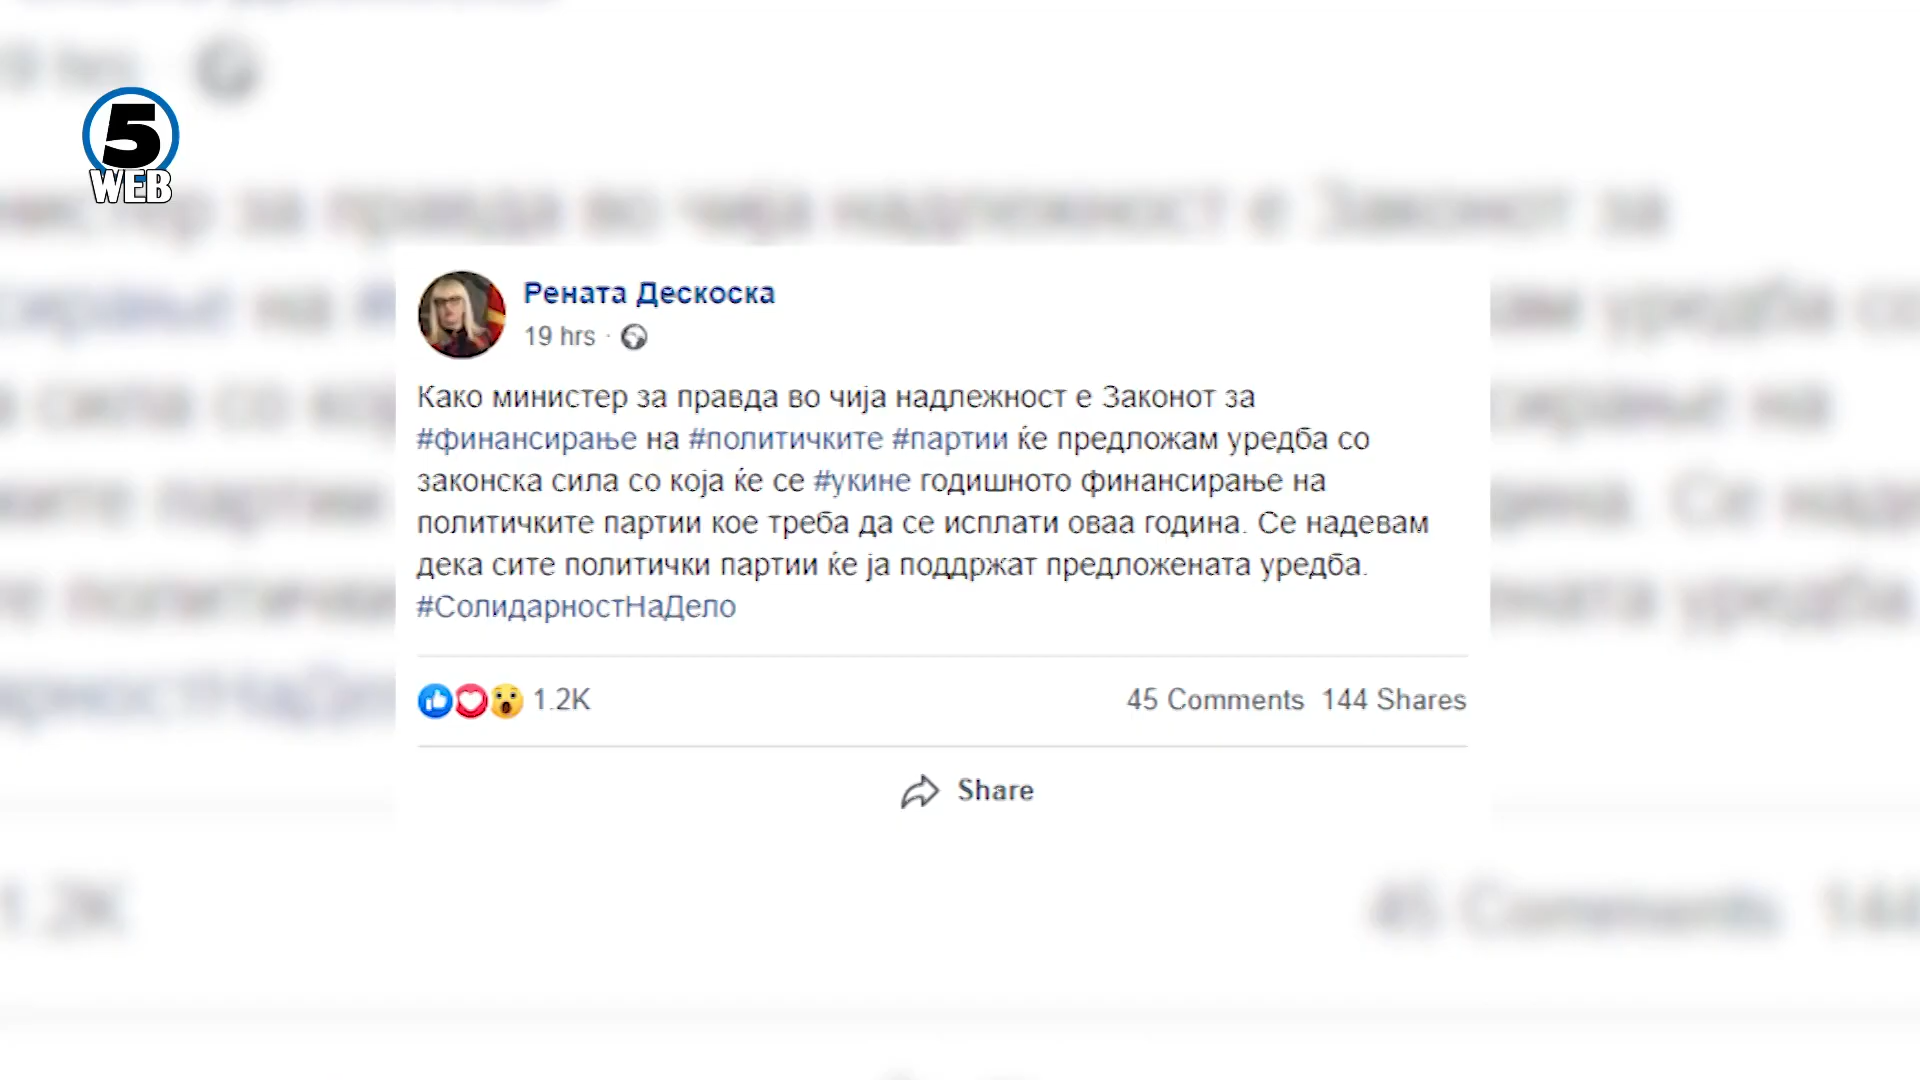 5
WEB
Рената Дескоска
19 hrs ·
Како министер за правда во чија надлежност е Законот за
#финансирање на #политичките #партии ќе предложам уредба со
законска сила со која ќе се #укине годишното финансирање на
политичките партии кое треба да се исплати оваа година. Се надевам
дека сите политички партии ќе ја поддржат предложената уредба.
#СолидарностНаДело
1.2K 45 Comments 144 Shares
Share